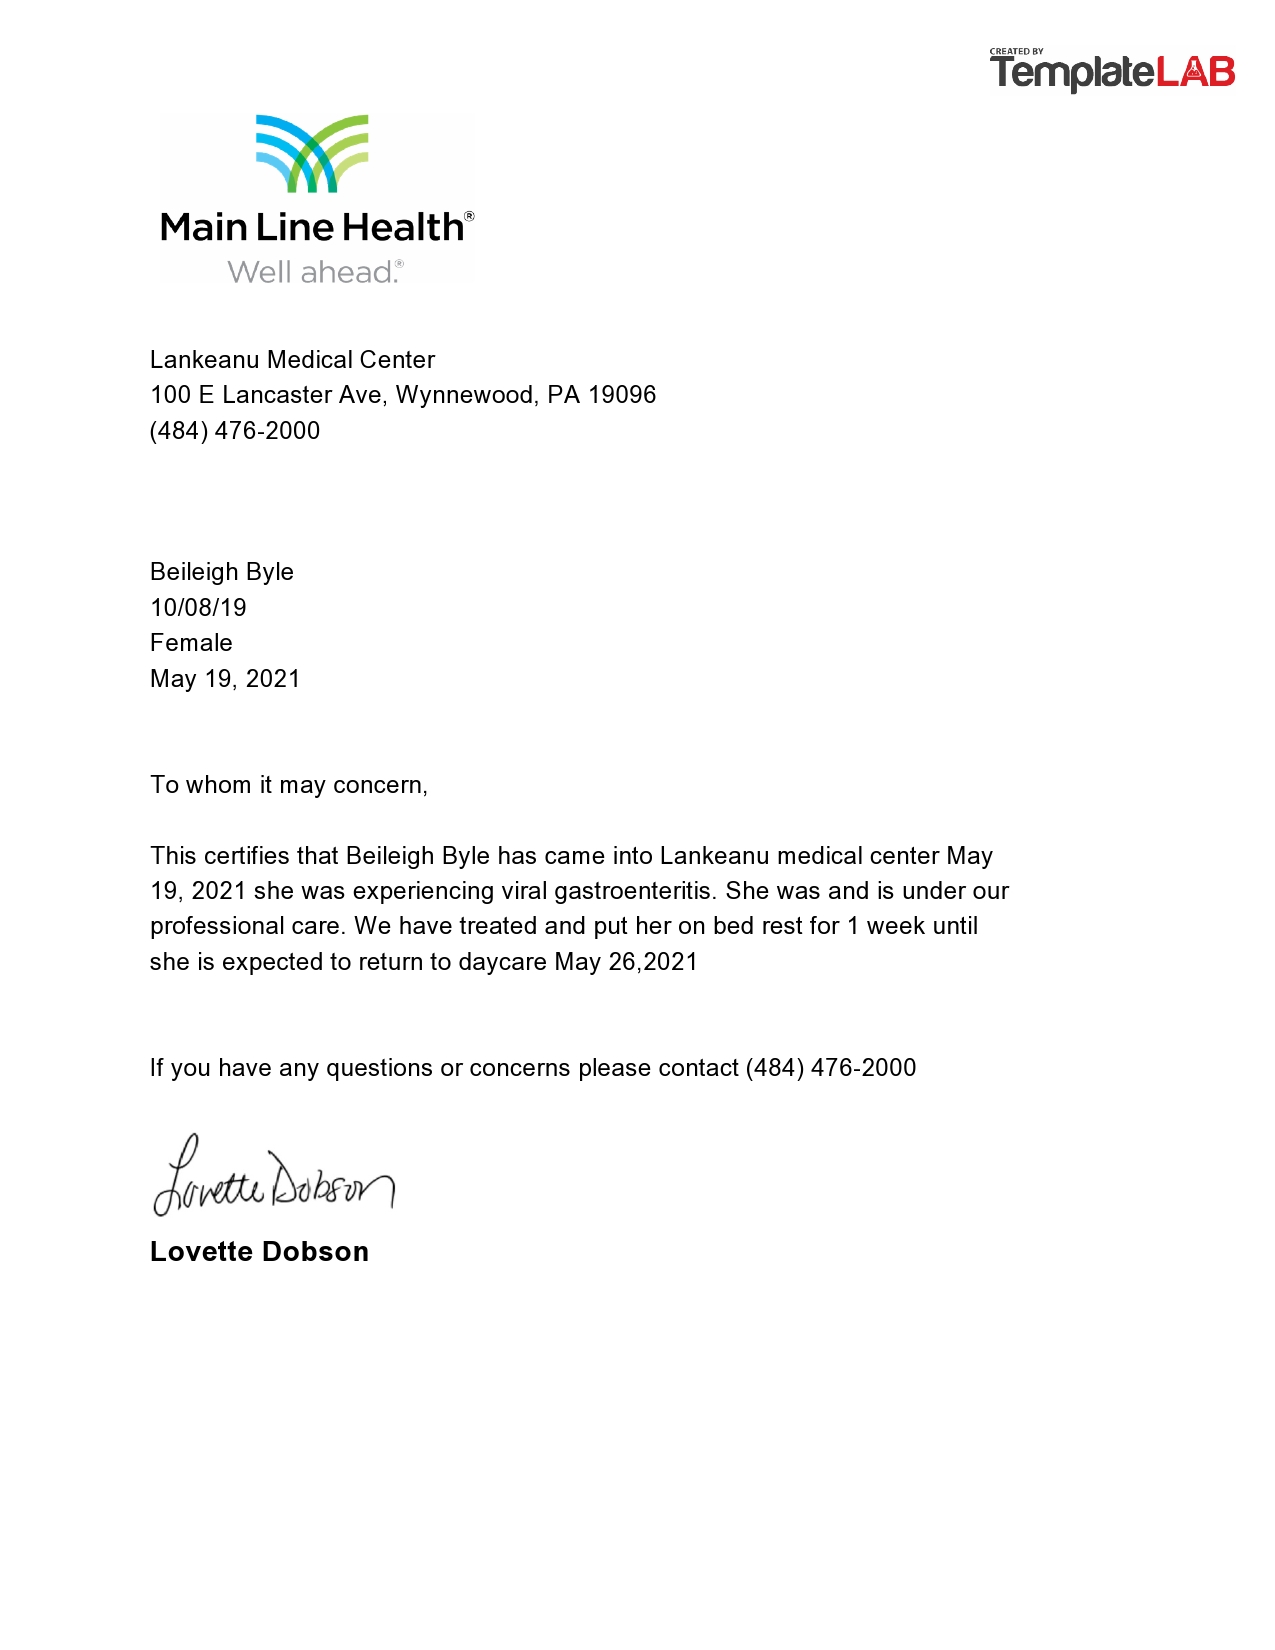 CREATED BY
TemplateLAB
Main Line Health®
Well ahead.®
Lankeanu Medical Center
100 E Lancaster Ave, Wynnewood, PA 19096
(484) 476-2000
Beileigh Byle
10/08/19
Female
May 19, 2021
To whom it may concern,
This certifies that Beileigh Byle has came into Lankeanu medical center May
19, 2021 she was experiencing viral gastroenteritis. She was and is under our
professional care. We have treated and put her on bed rest for 1 week until
she is expected to return to daycare May 26,2021
If you have any questions or concerns please contact (484) 476-2000
Lovette Dobson
Lovette Dobson